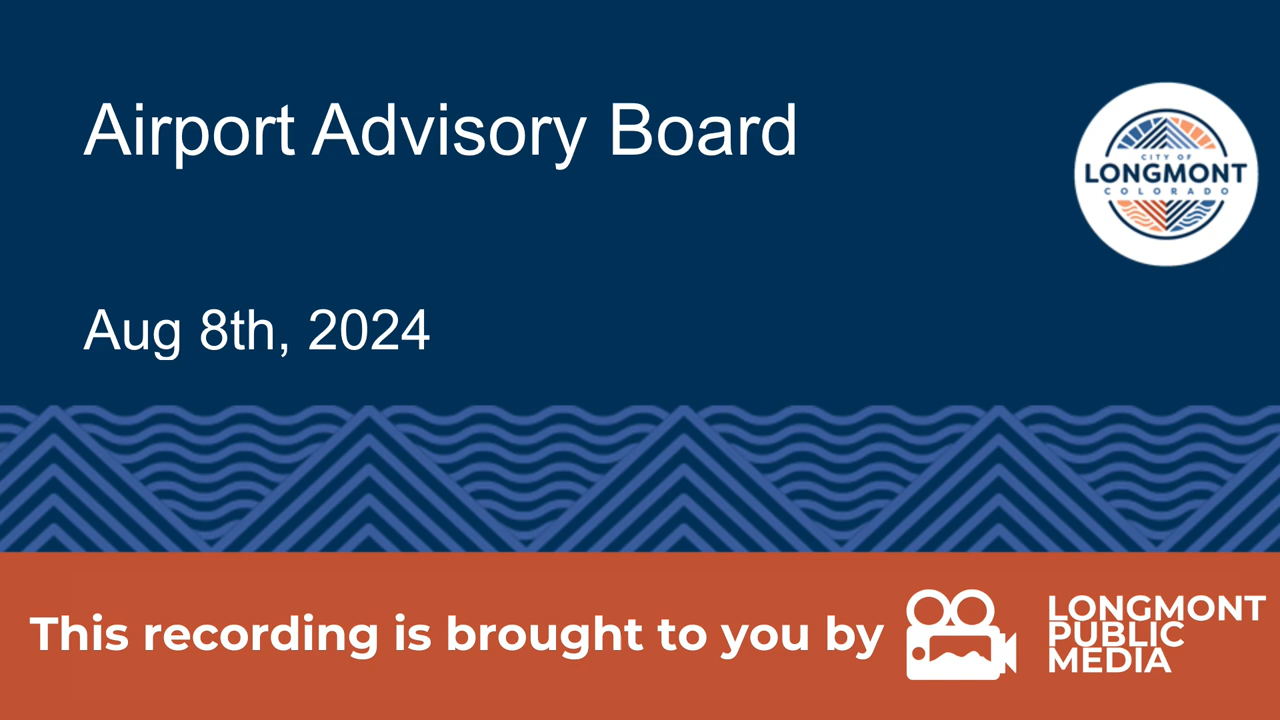 Airport Advisory Board
CITY OF
LONGMONT
COLORADO
Aug 8th, 2024
This recording is brought to you by
LONGMONT
PUBLIC
MEDIA